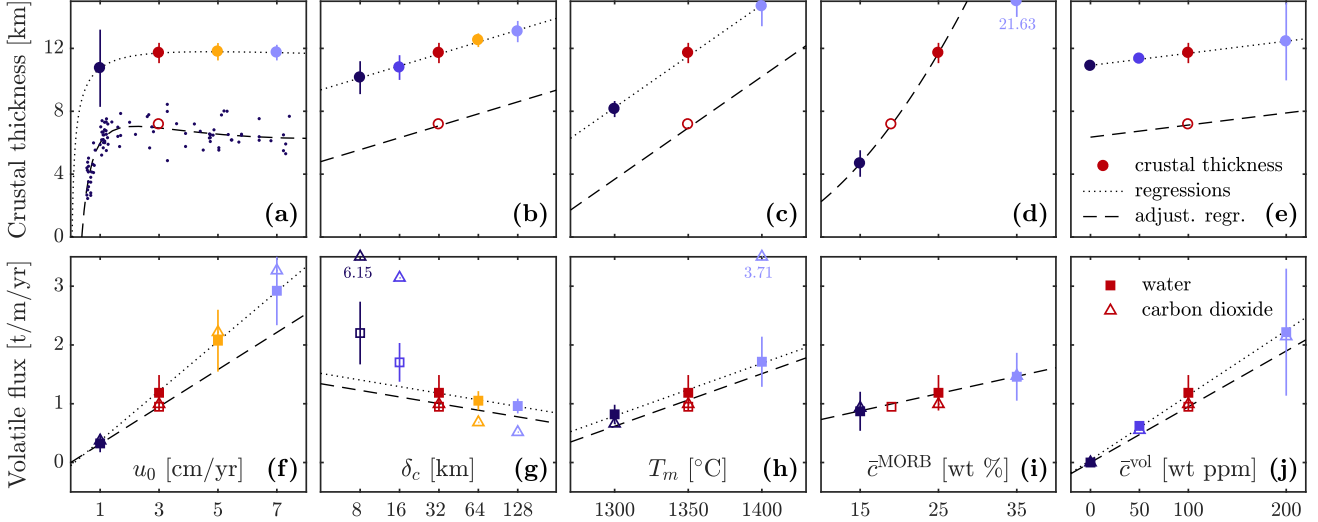 Crustal thickness [km]
12
8
4
0
(a)
(b)
(c)
21.63
(d)
crustal thickness
regressions
adjust. regr.
(e)
Volatile flux [t/m/yr]
3
2
1
0
u₀ [cm/yr]
(f)
1 3 5 7
6.15
δ_c [km]
(g)
8 16 32 64 128
3.71
T_m [°C]
(h)
1300 1350 1400
c̅^MORB [wt %]
(i)
15 25 35
water
carbon dioxide
c̅^vol [wt ppm]
(j)
0 50 100 200